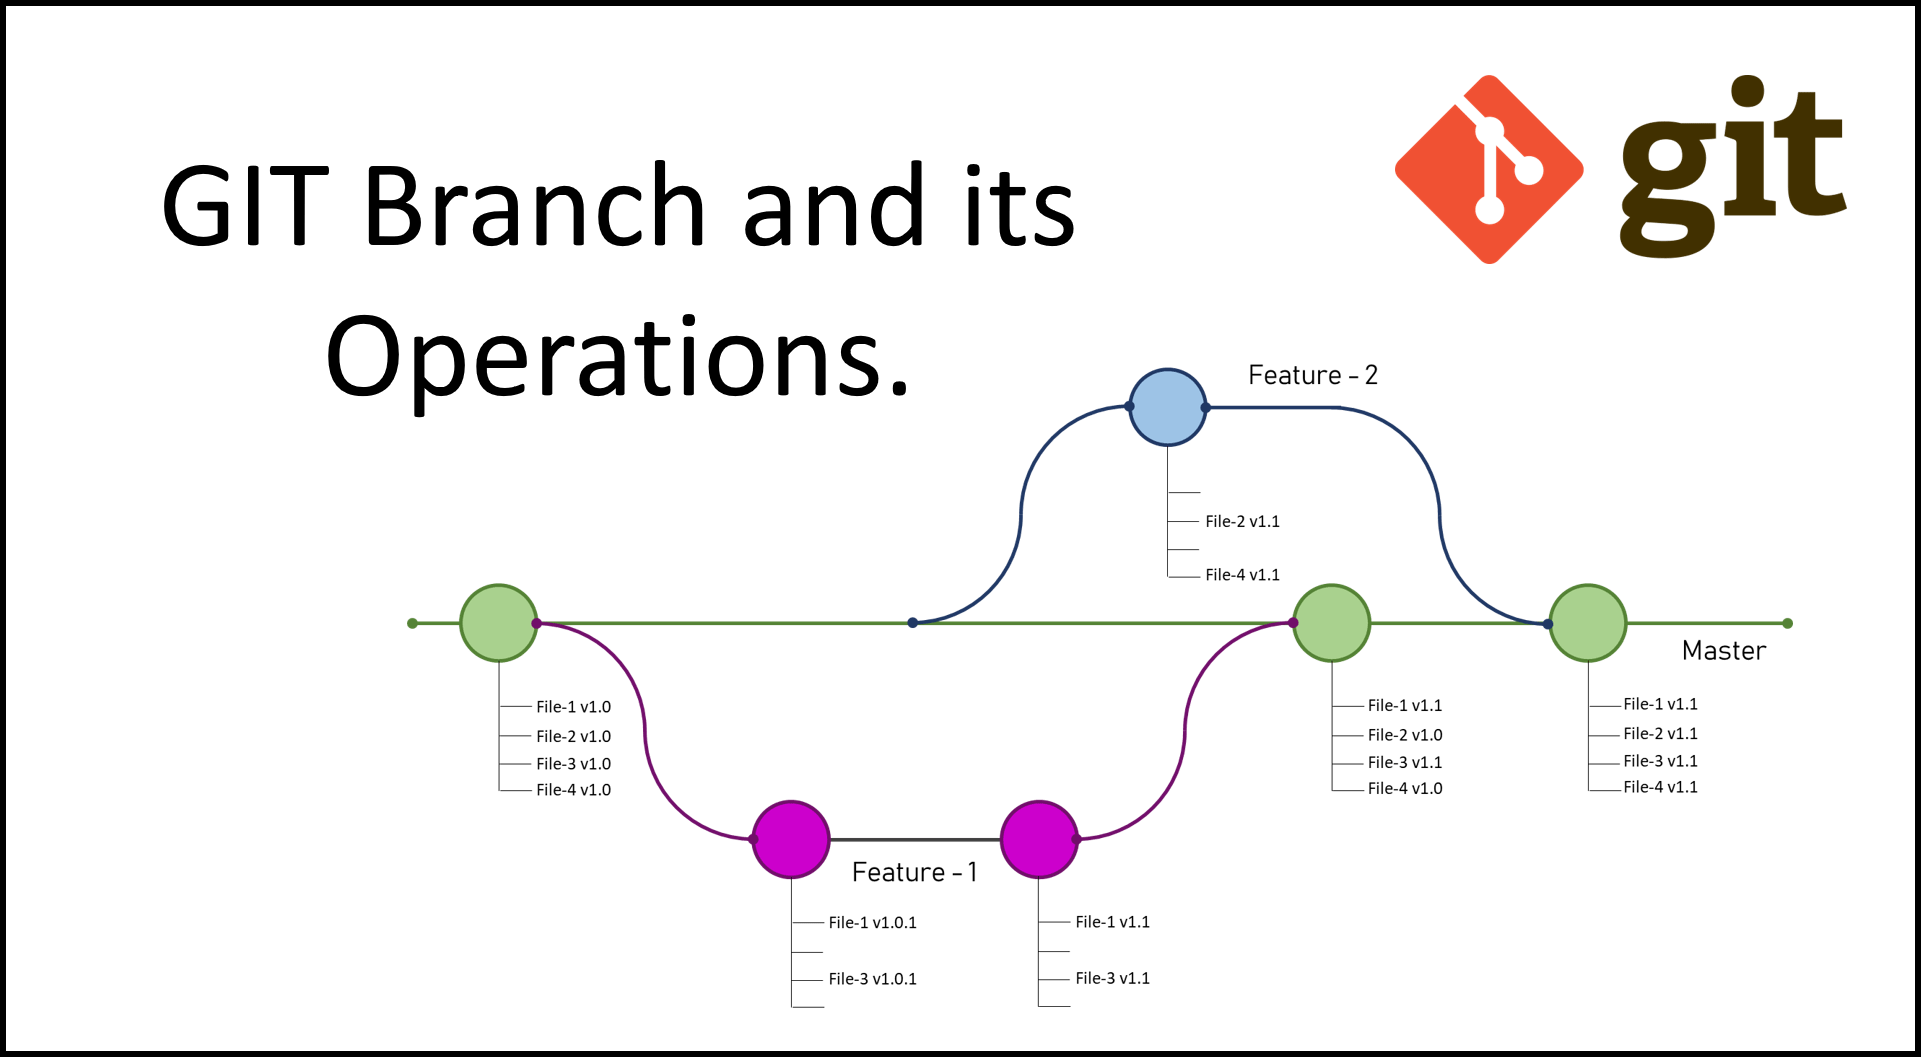 GIT Branch and its
Operations.
git
Feature - 2
File-2 v1.1
File-4 v1.1
Master
File-1 v1.0
File-2 v1.0
File-3 v1.0
File-4 v1.0
File-1 v1.1
File-2 v1.0
File-3 v1.1
File-4 v1.0
File-1 v1.1
File-2 v1.1
File-3 v1.1
File-4 v1.1
Feature - 1
File-1 v1.0.1
File-3 v1.0.1
File-1 v1.1
File-3 v1.1